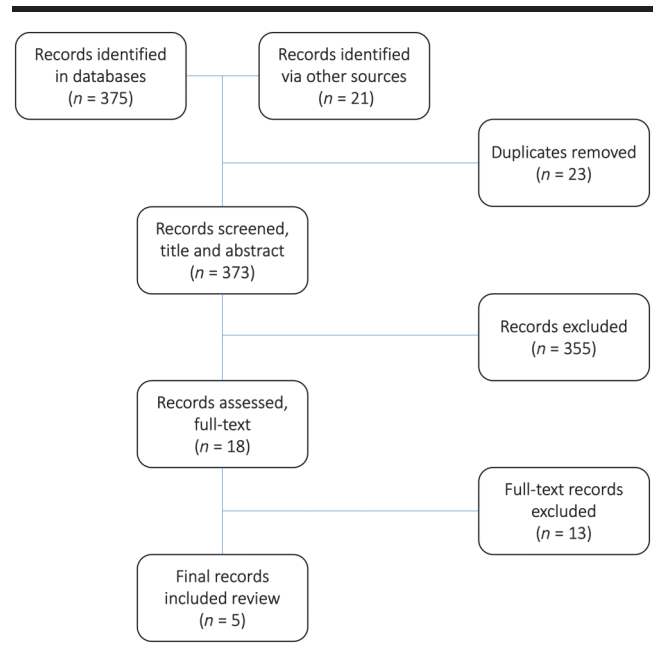 Records identified
in databases
(n = 375)
Records identified
via other sources
(n = 21)
Duplicates removed
(n = 23)
Records screened,
title and abstract
(n = 373)
Records excluded
(n = 355)
Records assessed,
full-text
(n = 18)
Full-text records
excluded
(n = 13)
Final records
included review
(n = 5)